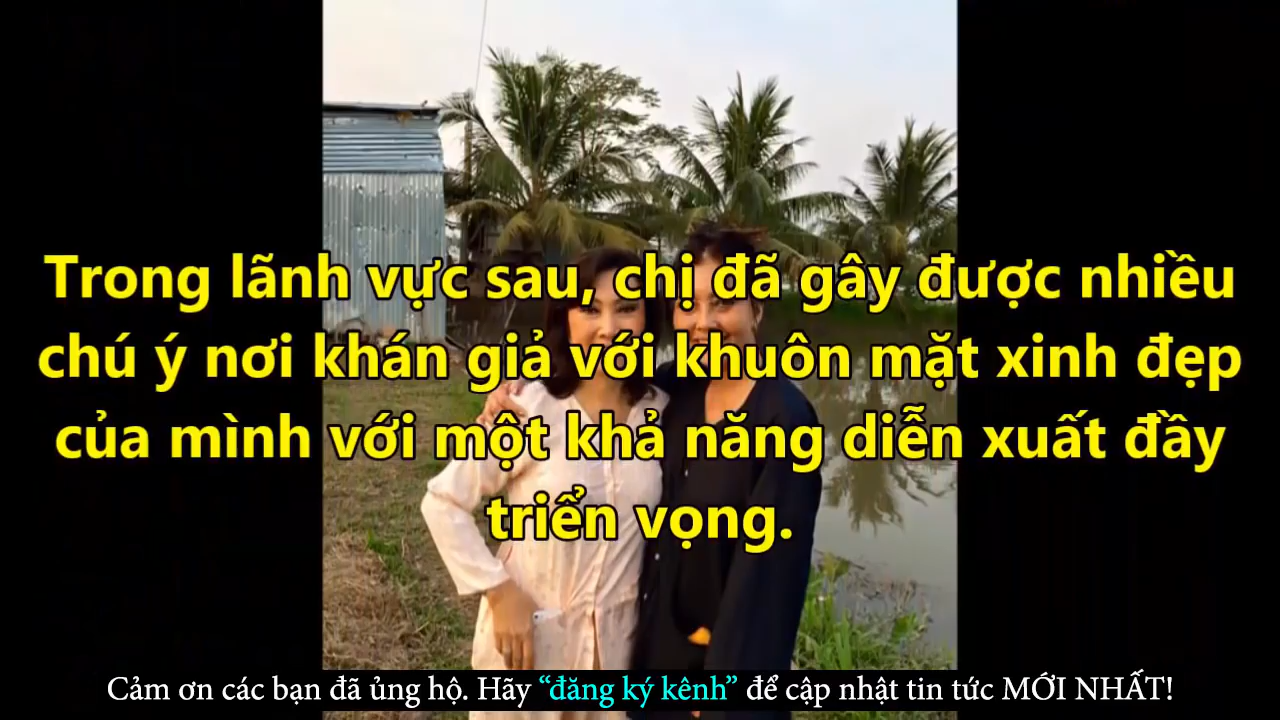 Trong lãnh vực sau, chị đã gây được nhiều
chú ý nơi khán giả với khuôn mặt xinh đẹp
của mình với một khả năng diễn xuất đầy
triển vọng.
Cảm ơn các bạn đã ủng hộ. Hãy “đăng ký kênh” để cập nhật tin tức MỚI NHẤT!